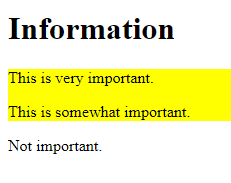 Information
This is very important.
This is somewhat important.
Not important.